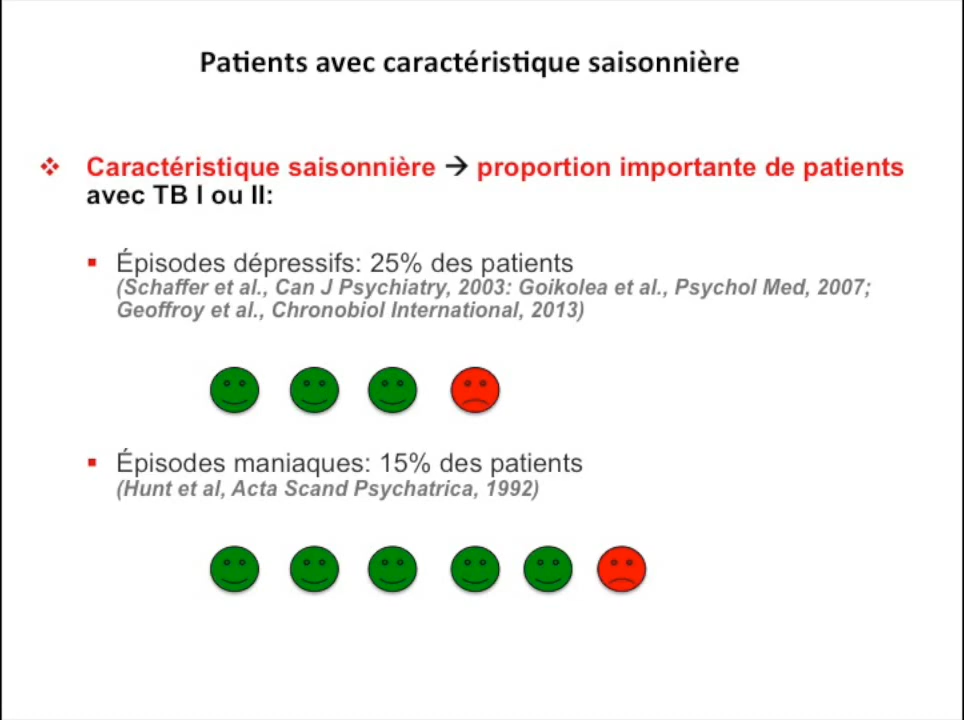 Patients avec caractéristique saisonnière
Caractéristique saisonnière → proportion importante de patients
avec TB I ou II:
Épisodes dépressifs: 25% des patients
(Schaffer et al., Can J Psychiatry, 2003: Goikolea et al., Psychol Med, 2007;
Geoffroy et al., Chronobiol International, 2013)
Épisodes maniaques: 15% des patients
(Hunt et al, Acta Scand Psychatrica, 1992)